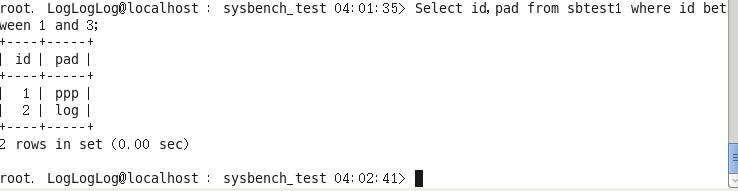 root. LogLogLog@localhost : sysbench_test 04:01:35> Select id,pad from sbtest1 where id bet
ween 1 and 3;
+----+-----+
| id | pad |
+----+-----+
|  1 | ppp |
|  2 | log |
+----+-----+
2 rows in set (0.00 sec)
root. LogLogLog@localhost : sysbench_test 04:02:41>